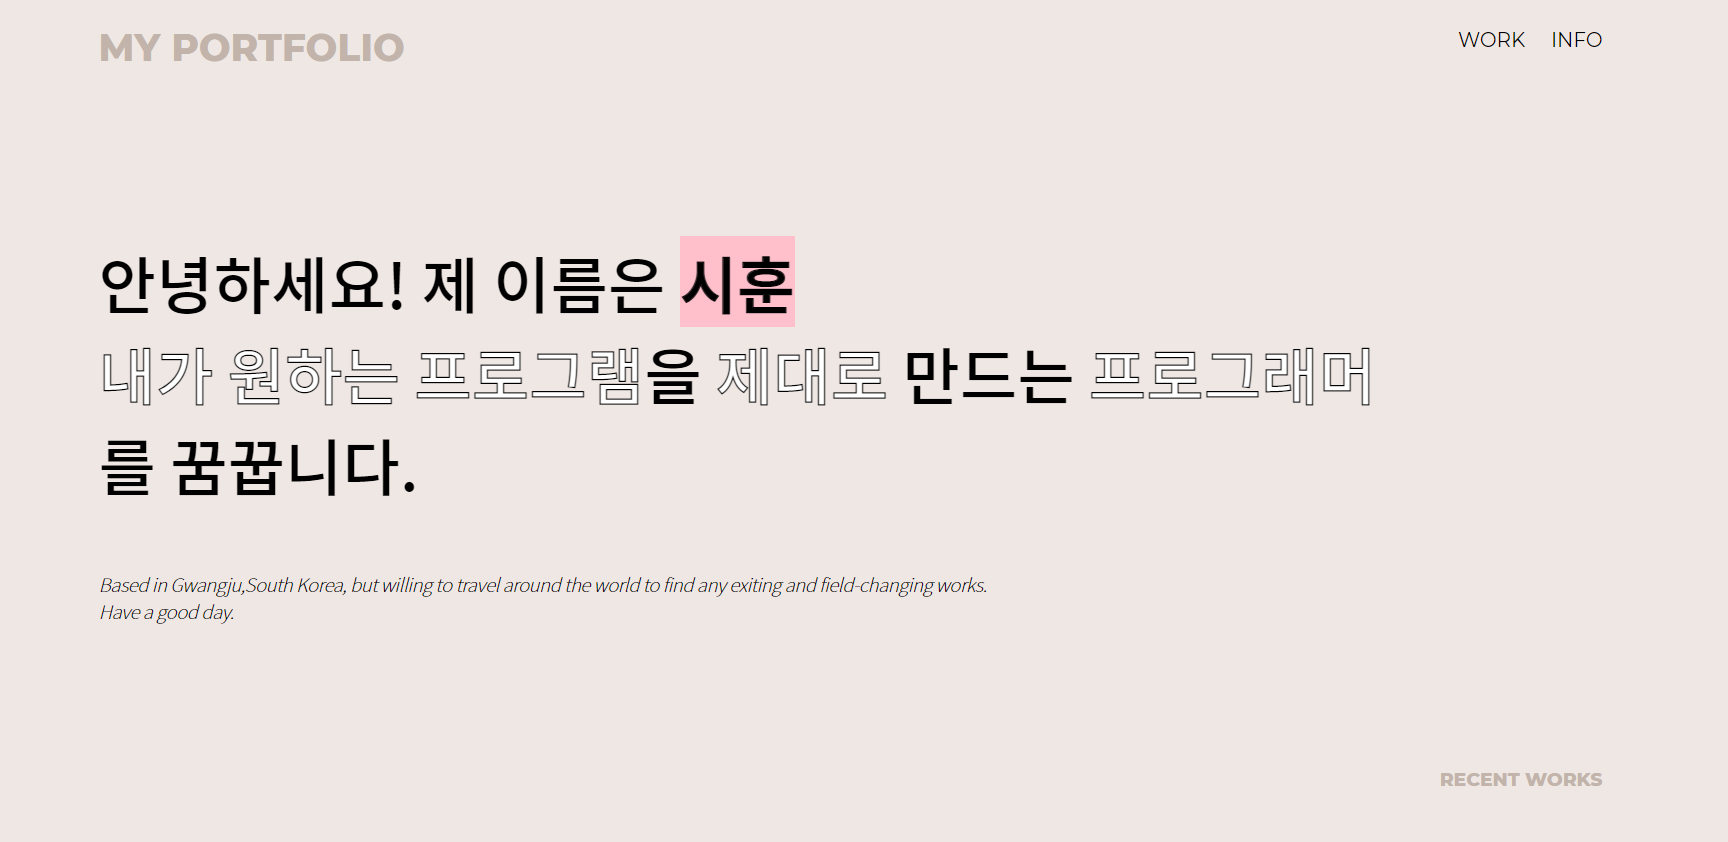 MY PORTFOLIO
WORK INFO
안녕하세요! 제 이름은 시훈
내가 원하는 프로그램을 제대로 만드는 프로그래머
를 꿈꿉니다.
Based in Gwangju,South Korea, but willing to travel around the world to find any exiting and field-changing works.
Have a good day.
RECENT WORKS